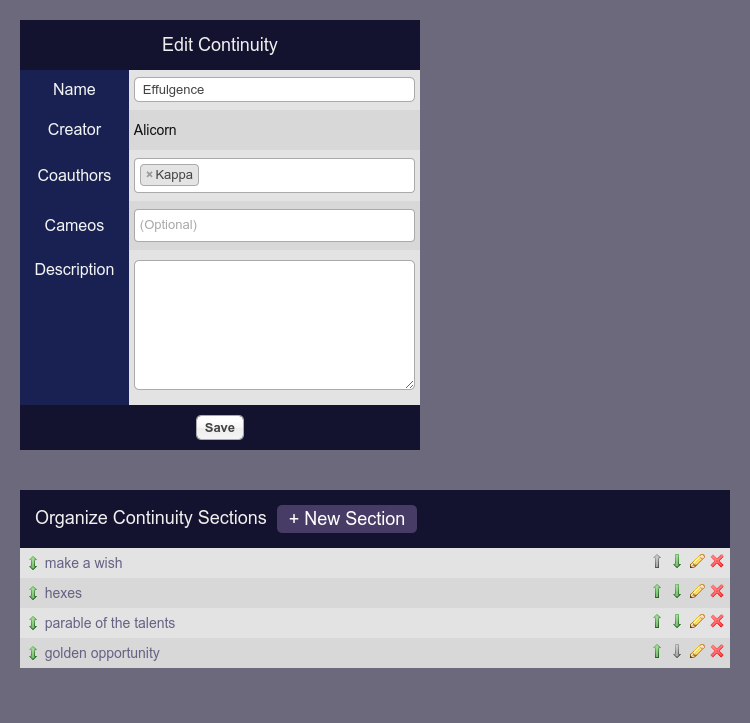 Edit Continuity
Name
Effulgence
Creator
Alicorn
Coauthors
× Kappa
Cameos
(Optional)
Description
Save
Organize Continuity Sections
+ New Section
make a wish
hexes
parable of the talents
golden opportunity